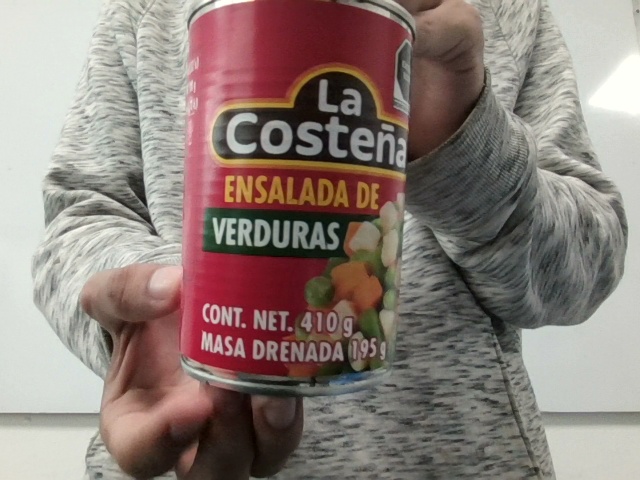 La
Costeña
ENSALADA DE
VERDURAS
CONT. NET. 410 g
MASA DRENADA 195 g